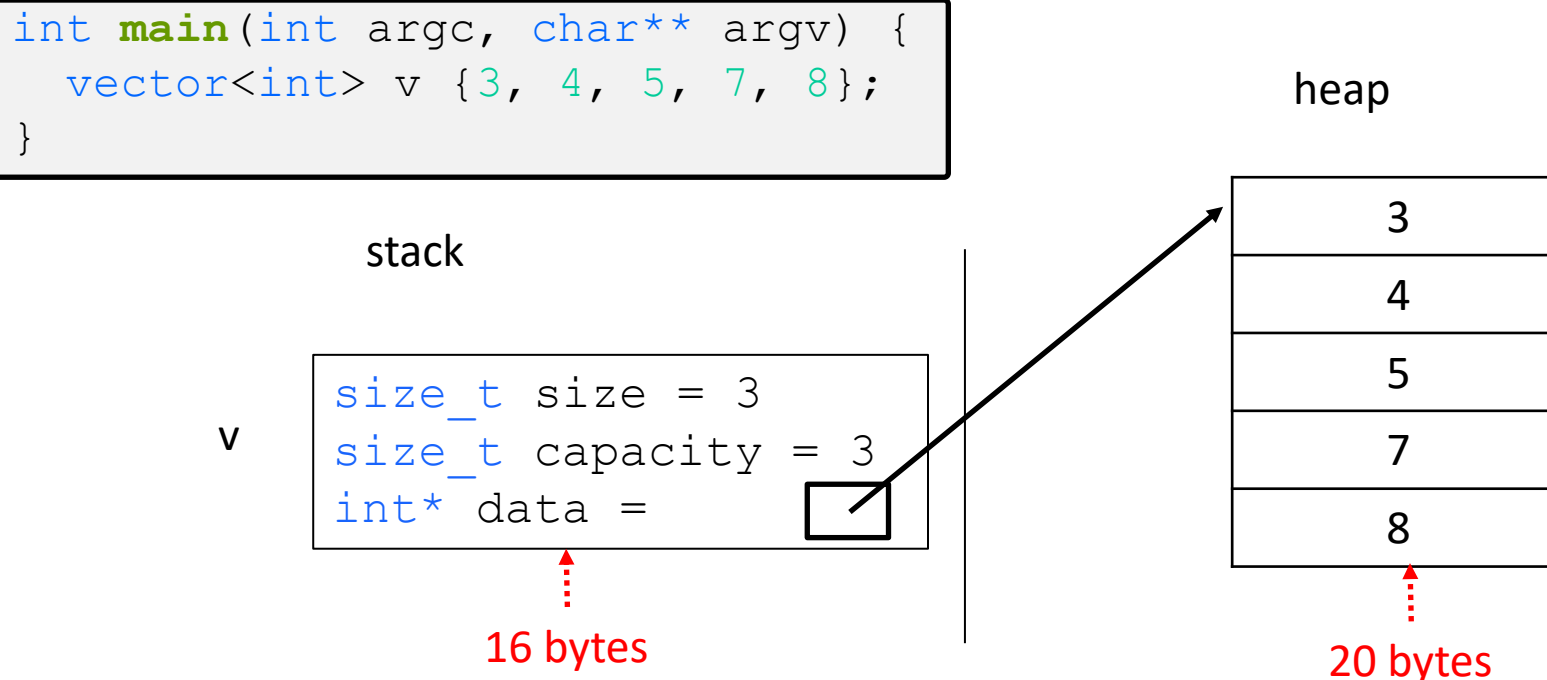 int main(int argc, char** argv) {
vector<int> v {3, 4, 5, 7, 8};
}
heap
stack
v
size_t size = 3
size_t capacity = 3
int* data =
16 bytes
3
4
5
7
8
20 bytes